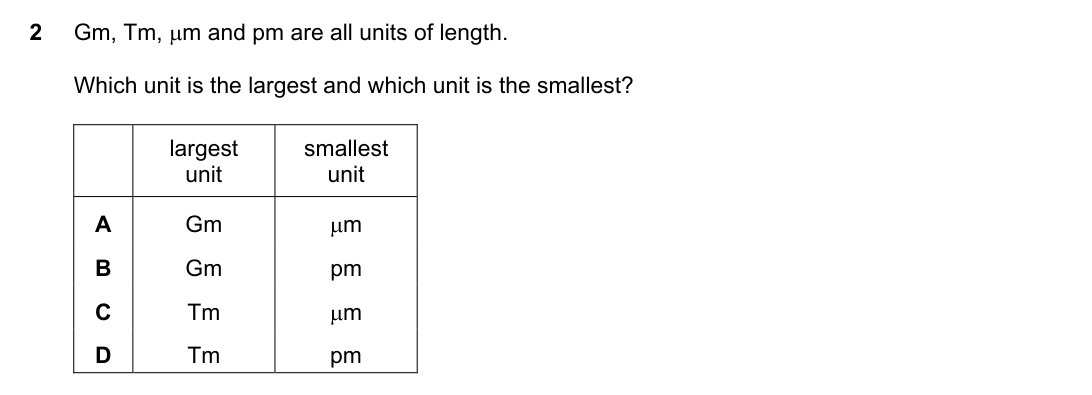 2 Gm, Tm, μm and pm are all units of length.
Which unit is the largest and which unit is the smallest?
largest unit smallest unit
A Gm μm
B Gm pm
C Tm μm
D Tm pm